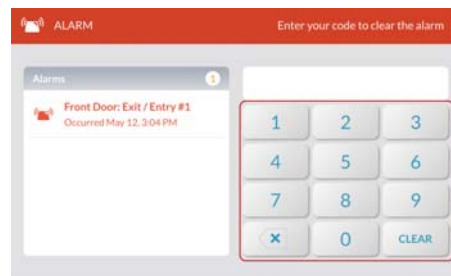 ALARM
Enter your code to clear the alarm
Alarms 1
Front Door: Exit / Entry #1
Occurred May 12, 3:04 PM
1 2 3
4 5 6
7 8 9
0 CLEAR